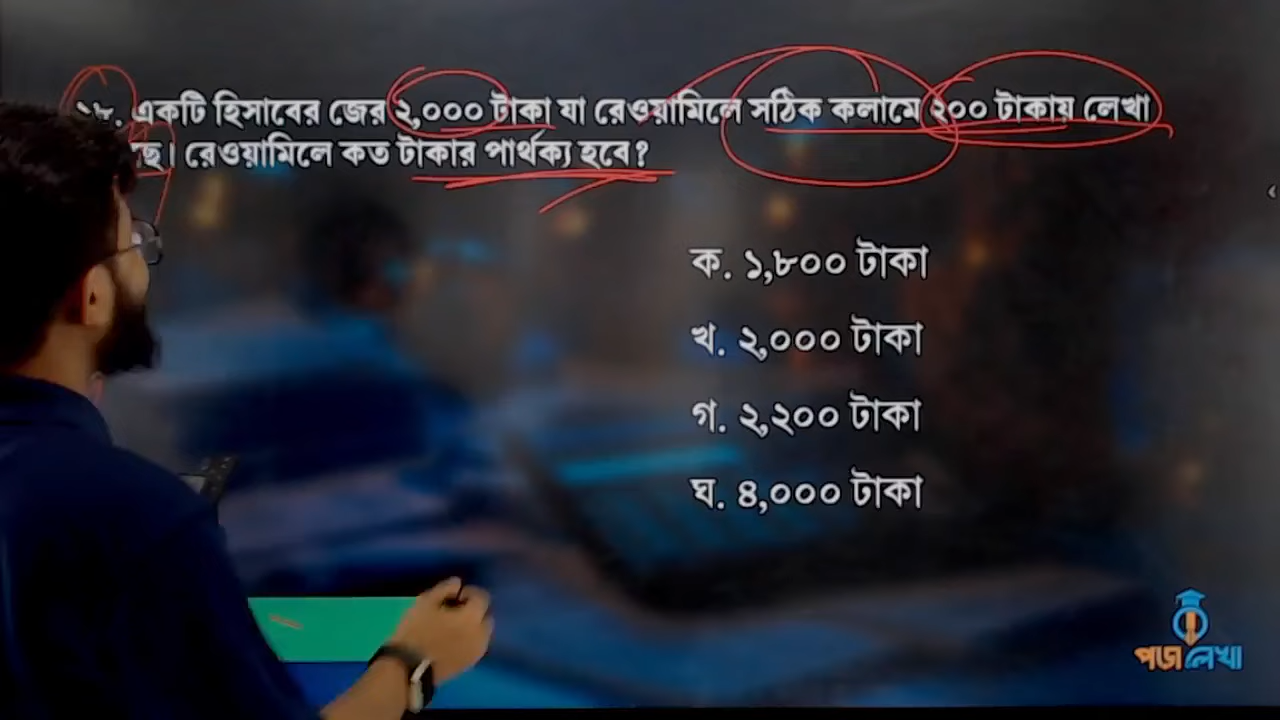 ১৮. একটি হিসাবের জের ২,০০০ টাকা যা রেওয়ামিলে সঠিক কলামে ২০০ টাকায় লেখা
ছে। রেওয়ামিলে কত টাকার পার্থক্য হবে?
ক. ১,৮০০ টাকা
খ. ২,০০০ টাকা
গ. ২,২০০ টাকা
ঘ. ৪,০০০ টাকা
পড়ালেখা